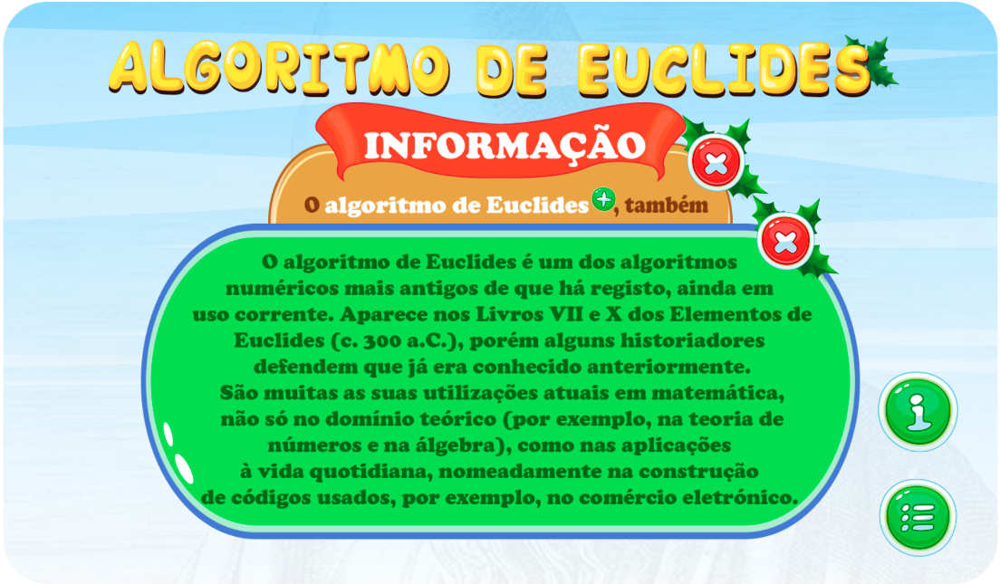 ALGORITMO DE EUCLIDES
INFORMAÇÃO
O algoritmo de Euclides, também
O algoritmo de Euclides é um dos algoritmos
numéricos mais antigos de que há registo, ainda em
uso corrente. Aparece nos Livros VII e X dos Elementos de
Euclides (c. 300 a.C.), porém alguns historiadores
defendem que já era conhecido anteriormente.
São muitas as suas utilizações atuais em matemática,
não só no domínio teórico (por exemplo, na teoria de
números e na álgebra), como nas aplicações
à vida quotidiana, nomeadamente na construção
de códigos usados, por exemplo, no comércio eletrónico.